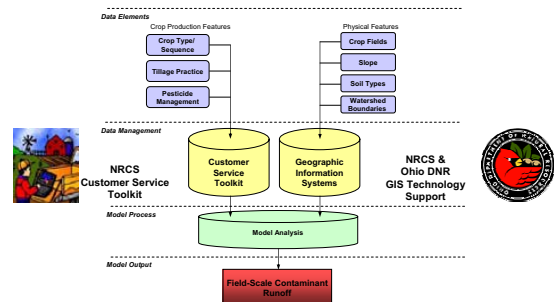 Data Elements
Crop Production Features
Physical Features
Crop Type/
Sequence
Tillage Practice
Pesticide
Management
Crop Fields
Slope
Soil Types
Watershed
Boundaries
Data Management
NRCS
Customer Service
Toolkit
Customer
Service
Toolkit
Geographic
Information
Systems
NRCS &
Ohio DNR
GIS Technology
Support
Model Process
Model Analysis
Model Output
Field-Scale Contaminant
Runoff